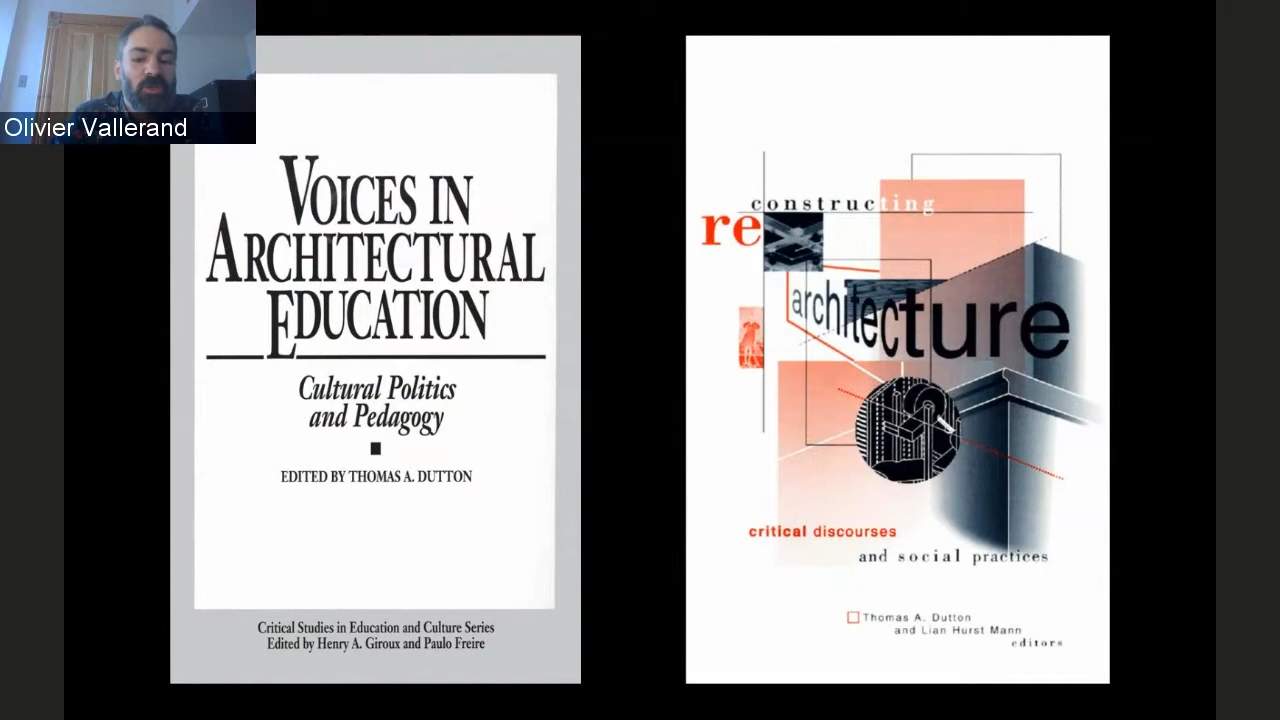 Olivier Vallerand
VOICES IN
ARCHITECTURAL
EDUCATION
Cultural Politics
and Pedagogy
EDITED BY THOMAS A. DUTTON
Critical Studies in Education and Culture Series
Edited by Henry A. Giroux and Paulo Freire
constructing
re
architecture
critical discourses
and social practices
Thomas A. Dutton
and Lian Hurst Mann
editors